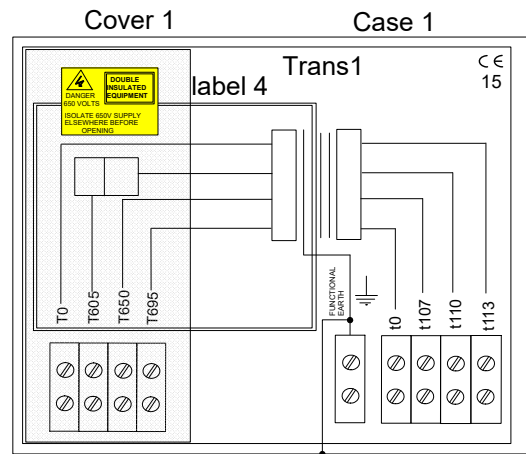 Cover 1
Case 1
DANGER
650 VOLTS
DOUBLE
INSULATED
EQUIPMENT
ISOLATE 650V SUPPLY
ELSEWHERE BEFORE
OPENING
label 4
Trans1
CE
15
T0
T605
T650
T695
FUNCTIONAL
EARTH
t0
t107
t110
t113